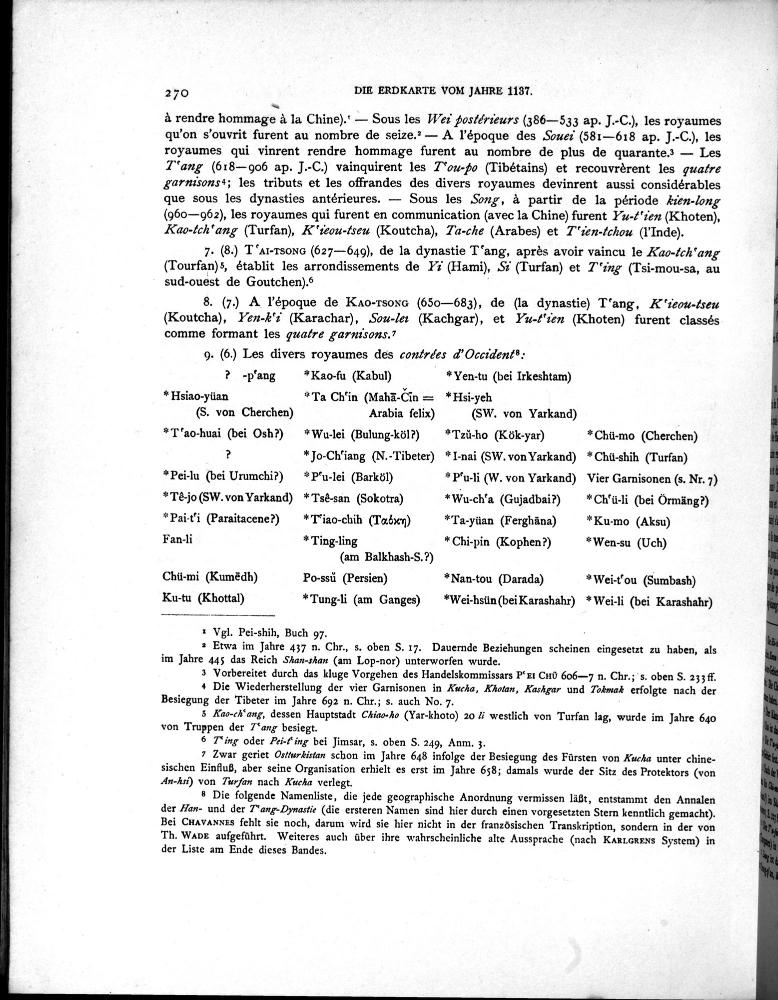 270 DIE ERDKARTE VOM JAHRE 1137.
à rendre hommage à la Chine).¹ — Sous les Wei postérieurs (386—533 ap. J.-C.), les royaumes
qu'on s'ouvrit furent au nombre de seize.² — A l'époque des Souei (581—618 ap. J.-C.), les
royaumes qui vinrent rendre hommage furent au nombre de plus de quarante.³ — Les
T'ang (618—906 ap. J.-C.) vainquirent les T'ou-po (Tibétains) et recouvrèrent les quatre
garnisons⁴; les tributs et les offrandes des divers royaumes devinrent aussi considérables
que sous les dynasties antérieures. — Sous les Song, à partir de la période kien-long
(960—962), les royaumes qui furent en communication (avec la Chine) furent Yu-t'ien (Khoten),
Kao-tch'ang (Turfan), K'ieou-tseu (Koutcha), Ta-che (Arabes) et T'ien-tchou (l'Inde).
7. (8.) T'AI-TSONG (627—649), de la dynastie T'ang, après avoir vaincu le Kao-tch'ang
(Tourfan)⁵, établit les arrondissements de Yi (Hami), Si (Turfan) et T'ing (Tsi-mou-sa, au
sud-ouest de Goutchen).⁶
8. (7.) A l'époque de KAO-TSONG (650—683), de (la dynastie) T'ang, K'ieou-tseu
(Koutcha), Yen-k'i (Karachar), Sou-lei (Kachgar), et Yu-t'ien (Khoten) furent classés
comme formant les quatre garnisons.⁷
9. (6.) Les divers royaumes des contrées d'Occident⁸:
? -p'ang *Kao-fu (Kabul) *Yen-tu (bei Irkeshtam)
*Hsiao-yüan *Ta Ch'in (Mahā-Čīn = *Hsi-yeh
(S. von Cherchen) Arabia felix) (SW. von Yarkand)
*T'ao-huai (bei Osh?) *Wu-lei (Bulung-köl?) *Tzŭ-ho (Kök-yar) *Chü-mo (Cherchen)
? *Jo-Ch'iang (N.-Tibeter) *I-nai (SW. von Yarkand) *Chü-shih (Turfan)
*Pei-lu (bei Urumchi?) *P'u-lei (Barköl) *P'u-li (W. von Yarkand) Vier Garnisonen (s. Nr. 7)
*Tê-jo (SW. von Yarkand) *Tsê-san (Sokotra) *Wu-ch'a (Gujadbai?) *Ch'ü-li (bei Örmäng?)
*Pai-t'i (Paraitacene?) *T'iao-chih (Ταόκη) *Ta-yüan (Ferghāna) *Ku-mo (Aksu)
Fan-li *Ting-ling *Chi-pin (Kophen?) *Wen-su (Uch)
(am Balkhash-S.?)
Chü-mi (Kumēdh) Po-ssŭ (Persien) *Nan-tou (Darada) *Wei-t'ou (Sumbash)
Ku-tu (Khottal) *Tung-li (am Ganges) *Wei-hsün (bei Karashahr) *Wei-li (bei Karashahr)
¹ Vgl. Pei-shih, Buch 97.
² Etwa im Jahre 437 n. Chr., s. oben S. 17. Dauernde Beziehungen scheinen eingesetzt zu haben, als
im Jahre 445 das Reich Shan-shan (am Lop-nor) unterworfen wurde.
³ Vorbereitet durch das kluge Vorgehen des Handelskommissars P'EI CHÜ 606—7 n. Chr.; s. oben S. 233 ff.
⁴ Die Wiederherstellung der vier Garnisonen in Kucha, Khotan, Kashgar und Tokmak erfolgte nach der
Besiegung der Tibeter im Jahre 692 n. Chr.; s. auch No. 7.
⁵ Kao-ch'ang, dessen Hauptstadt Chiao-ho (Yar-khoto) 20 li westlich von Turfan lag, wurde im Jahre 640
von Truppen der T'ang besiegt.
⁶ T'ing oder Pei-t'ing bei Jimsar, s. oben S. 249, Anm. 3.
⁷ Zwar geriet Ostturkistan schon im Jahre 648 infolge der Besiegung des Fürsten von Kucha unter chine-
sischen Einfluß, aber seine Organisation erhielt es erst im Jahre 658; damals wurde der Sitz des Protektors (von
An-hsi) von Turfan nach Kucha verlegt.
⁸ Die folgende Namenliste, die jede geographische Anordnung vermissen läßt, entstammt den Annalen
der Han- und der T'ang-Dynastie (die ersteren Namen sind hier durch einen vorgesetzten Stern kenntlich gemacht).
Bei CHAVANNES fehlt sie noch, darum wird sie hier nicht in der französischen Transkription, sondern in der von
Th. WADE aufgeführt. Weiteres auch über ihre wahrscheinliche alte Aussprache (nach KARLGRENS System) in
der Liste am Ende dieses Bandes.